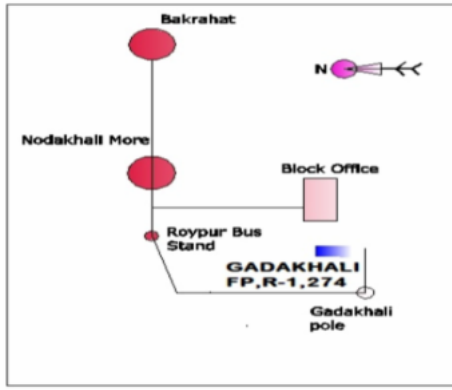 Bakrahat
N
Nodakhali More
Block Office
Roypur Bus
Stand
GADAKHALI
FP,R-1,274
Gadakhali
pole